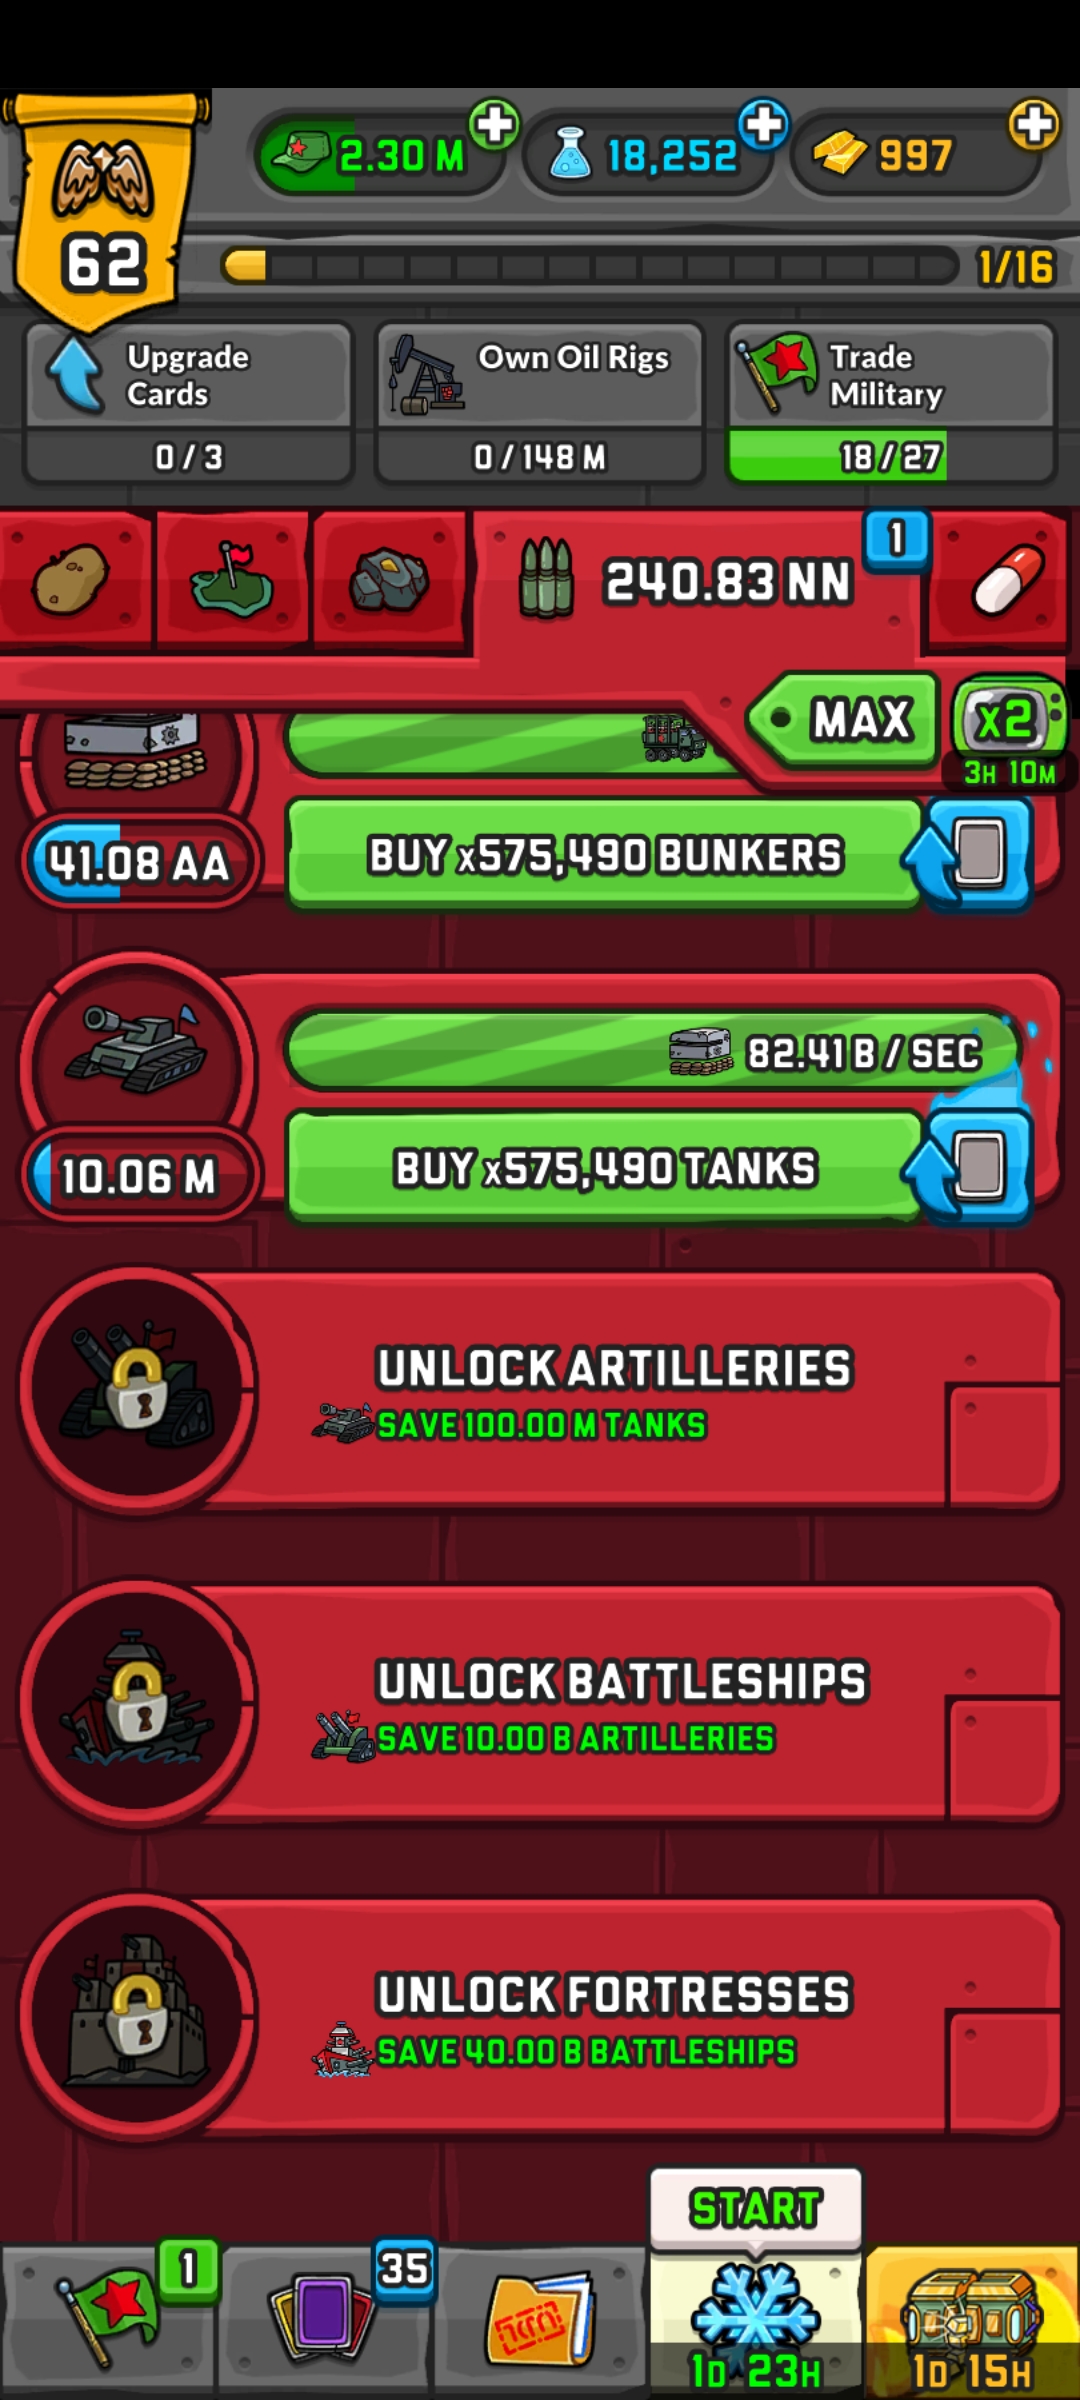 2.30 M
18,252
997
62
1/16
Upgrade
Cards
0 / 3
Own Oil Rigs
0 / 148 M
Trade
Military
18 / 27
240.83 NN
1
MAX
x2
3H 10M
41.08 AA
BUY x575,490 BUNKERS
82.41 B / SEC
10.06 M
BUY x575,490 TANKS
UNLOCK ARTILLERIES
SAVE 100.00 M TANKS
UNLOCK BATTLESHIPS
SAVE 10.00 B ARTILLERIES
UNLOCK FORTRESSES
SAVE 40.00 B BATTLESHIPS
START
1
35
1D 23H
1D 15H